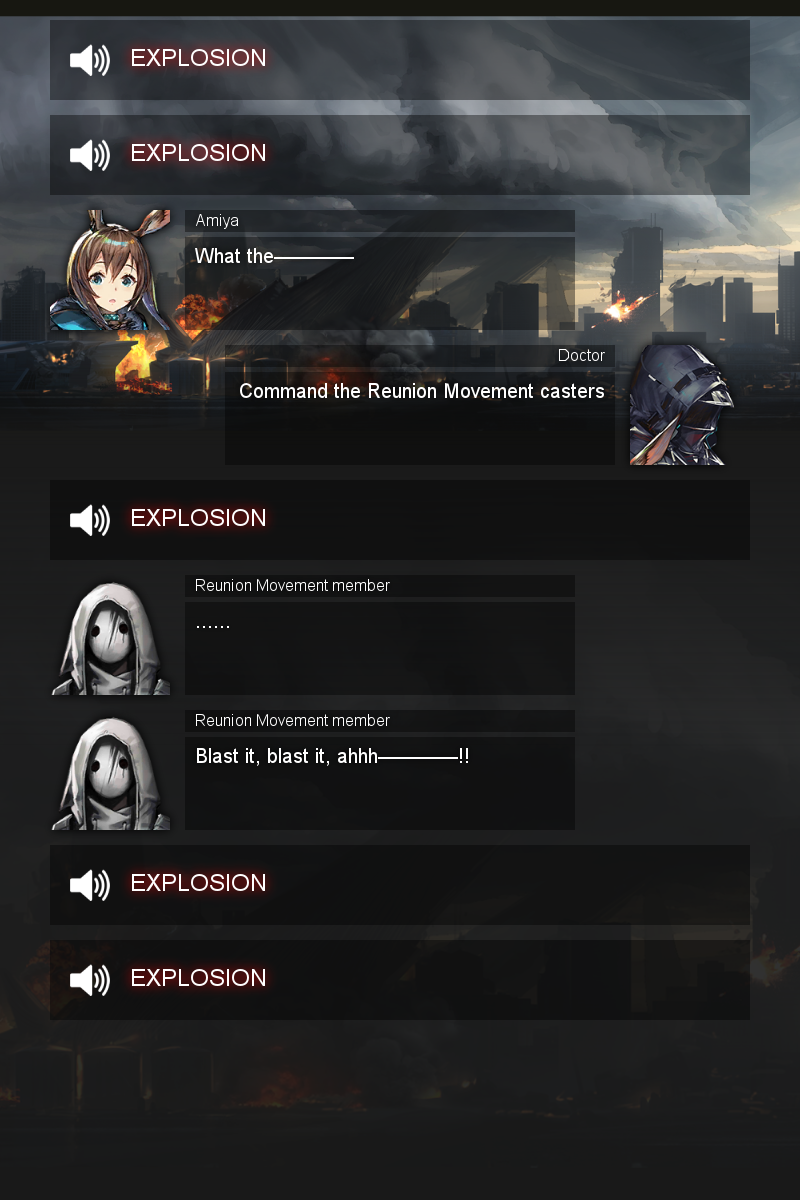 EXPLOSION
EXPLOSION
Amiya
What the————
Doctor
Command the Reunion Movement casters
EXPLOSION
Reunion Movement member
......
Reunion Movement member
Blast it, blast it, ahhh————!!
EXPLOSION
EXPLOSION